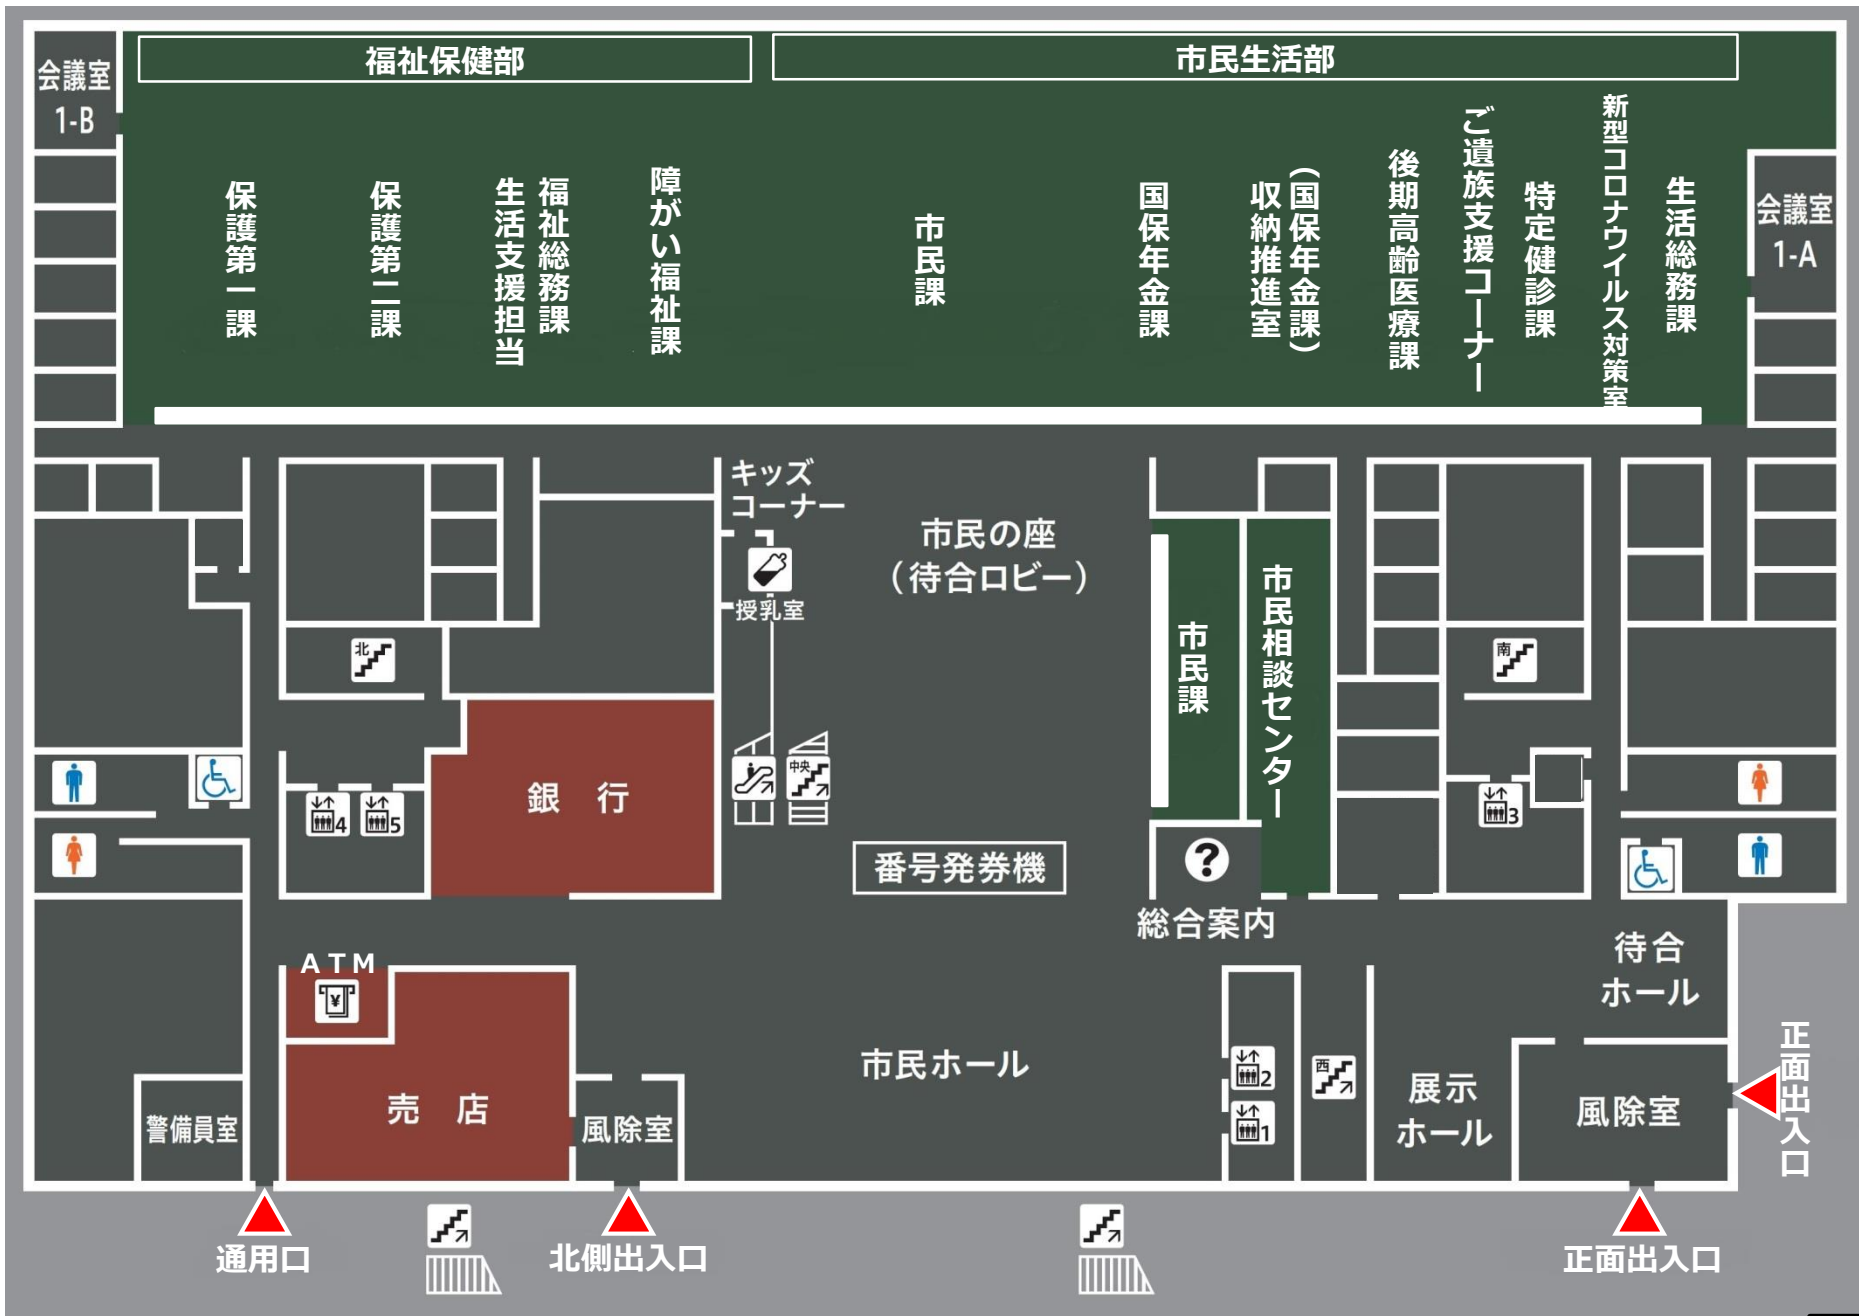 福祉保健部
市民生活部
会議室
1-B
保護第一課
保護第二課
福祉総務課
生活支援担当
障がい福祉課
市民課
国保年金課
(国保年金課)
収納推進室
後期高齢医療課
ご遺族支援コーナー
特定健診課
新型コロナウイルス対策室
生活総務課
会議室
1-A
キッズ
コーナー
授乳室
市民の座
(待合ロビー)
市民課
市民相談センター
北
南
中央
銀 行
4
5
3
番号発券機
?
総合案内
待合
ホール
ATM
¥
売 店
警備員室
風除室
市民ホール
2
1
西
展示
ホール
風除室
正面出入口
通用口
北側出入口
正面出入口